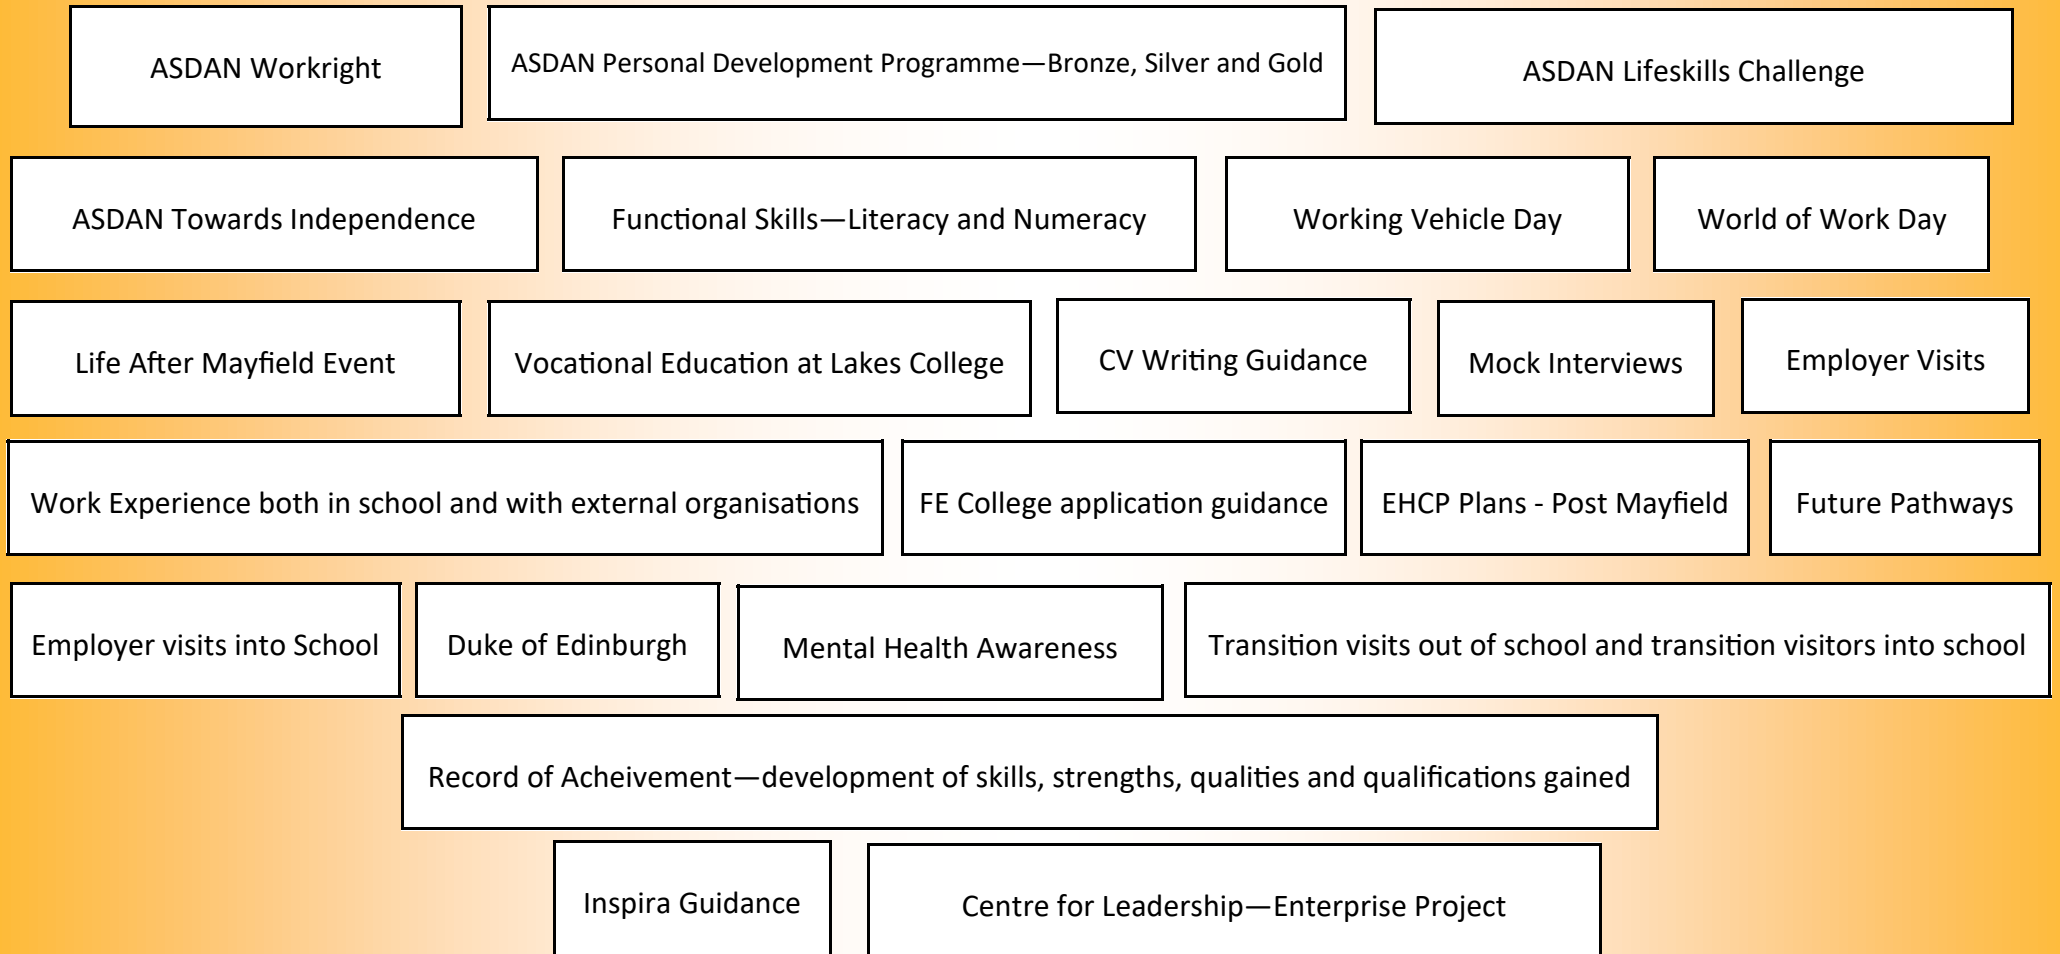 ASDAN Workright
ASDAN Personal Development Programme—Bronze, Silver and Gold
ASDAN Lifeskills Challenge
ASDAN Towards Independence
Functional Skills—Literacy and Numeracy
Working Vehicle Day
World of Work Day
Life After Mayfield Event
Vocational Education at Lakes College
CV Writing Guidance
Mock Interviews
Employer Visits
Work Experience both in school and with external organisations
FE College application guidance
EHCP Plans - Post Mayfield
Future Pathways
Employer visits into School
Duke of Edinburgh
Mental Health Awareness
Transition visits out of school and transition visitors into school
Record of Acheivement—development of skills, strengths, qualities and qualifications gained
Inspira Guidance
Centre for Leadership—Enterprise Project